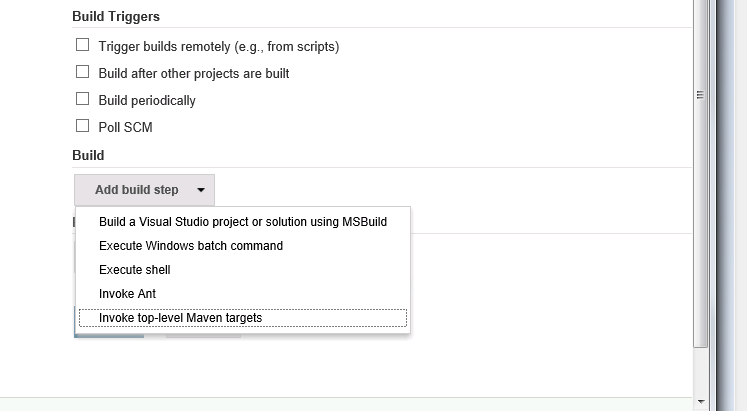 Build Triggers
Trigger builds remotely (e.g., from scripts)
Build after other projects are built
Build periodically
Poll SCM
Build
Add build step
Build a Visual Studio project or solution using MSBuild
Execute Windows batch command
Execute shell
Invoke Ant
Invoke top-level Maven targets